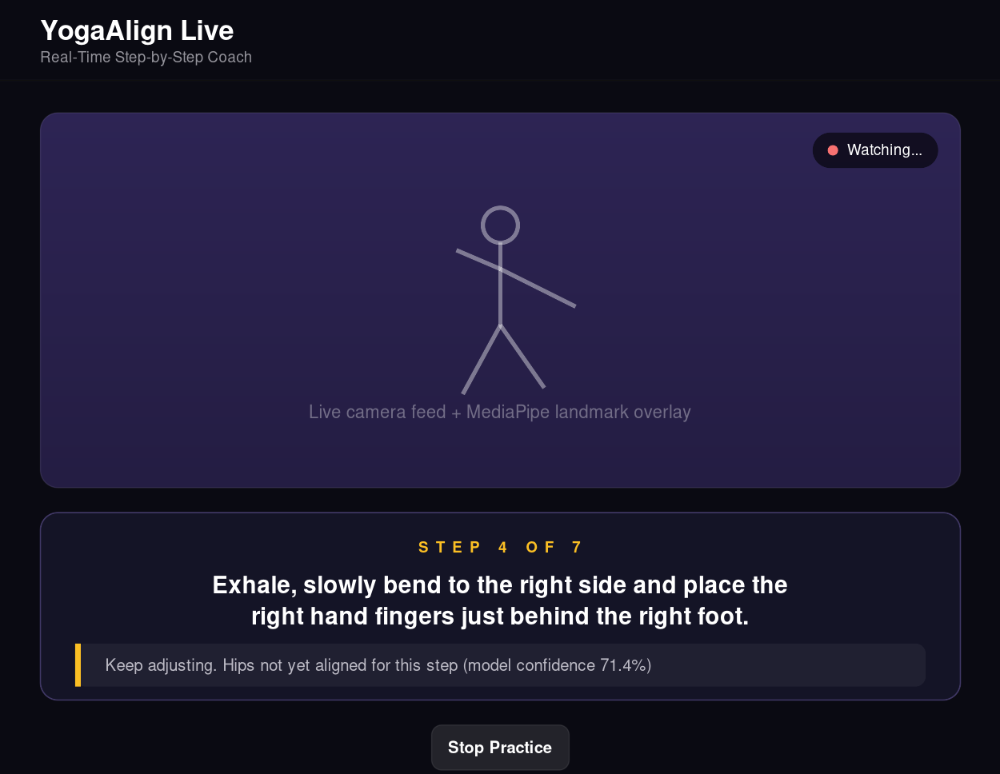 YogaAlign Live
Real-Time Step-by-Step Coach
Watching...
Live camera feed + MediaPipe landmark overlay
STEP 4 OF 7
Exhale, slowly bend to the right side and place the
right hand fingers just behind the right foot.
Keep adjusting. Hips not yet aligned for this step (model confidence 71.4%)
Stop Practice